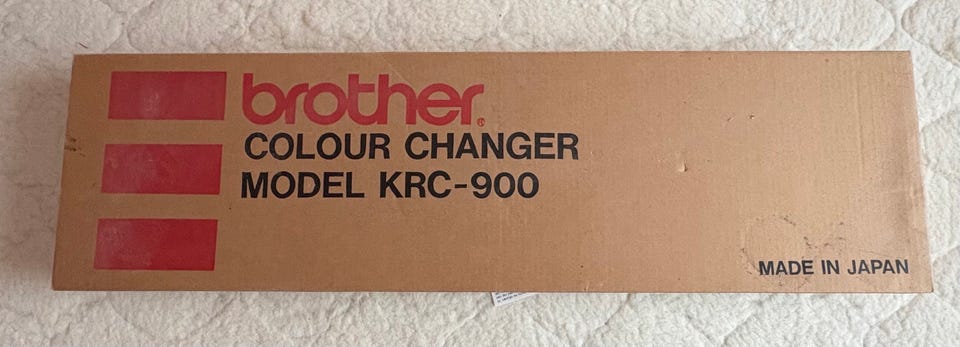 brother®
COLOUR CHANGER
MODEL KRC-900
MADE IN JAPAN